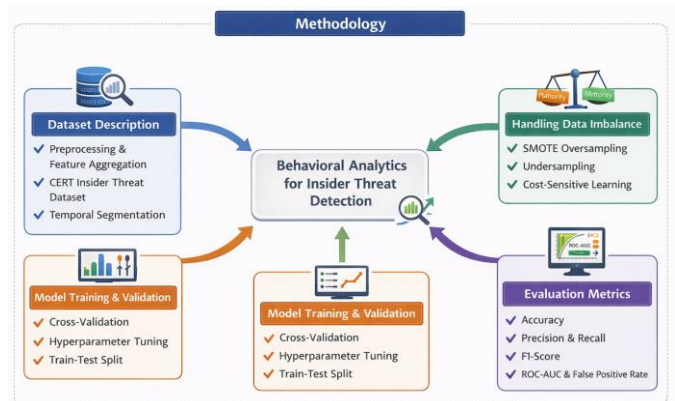 Methodology
Dataset Description
Preprocessing &
Feature Aggregation
CERT Insider Threat
Dataset
Temporal Segmentation
Handling Data Imbalance
SMOTE Oversampling
Undersampling
Cost-Sensitive Learning
Behavioral Analytics
for Insider Threat
Detection
Model Training & Validation
Cross-Validation
Hyperparameter Tuning
Train-Test Split
Model Training & Validation
Cross-Validation
Hyperparameter Tuning
Train-Test Split
ROC-AUC
Evaluation Metrics
Accuracy
Precision & Recall
F1-Score
ROC-AUC & False Positive Rate